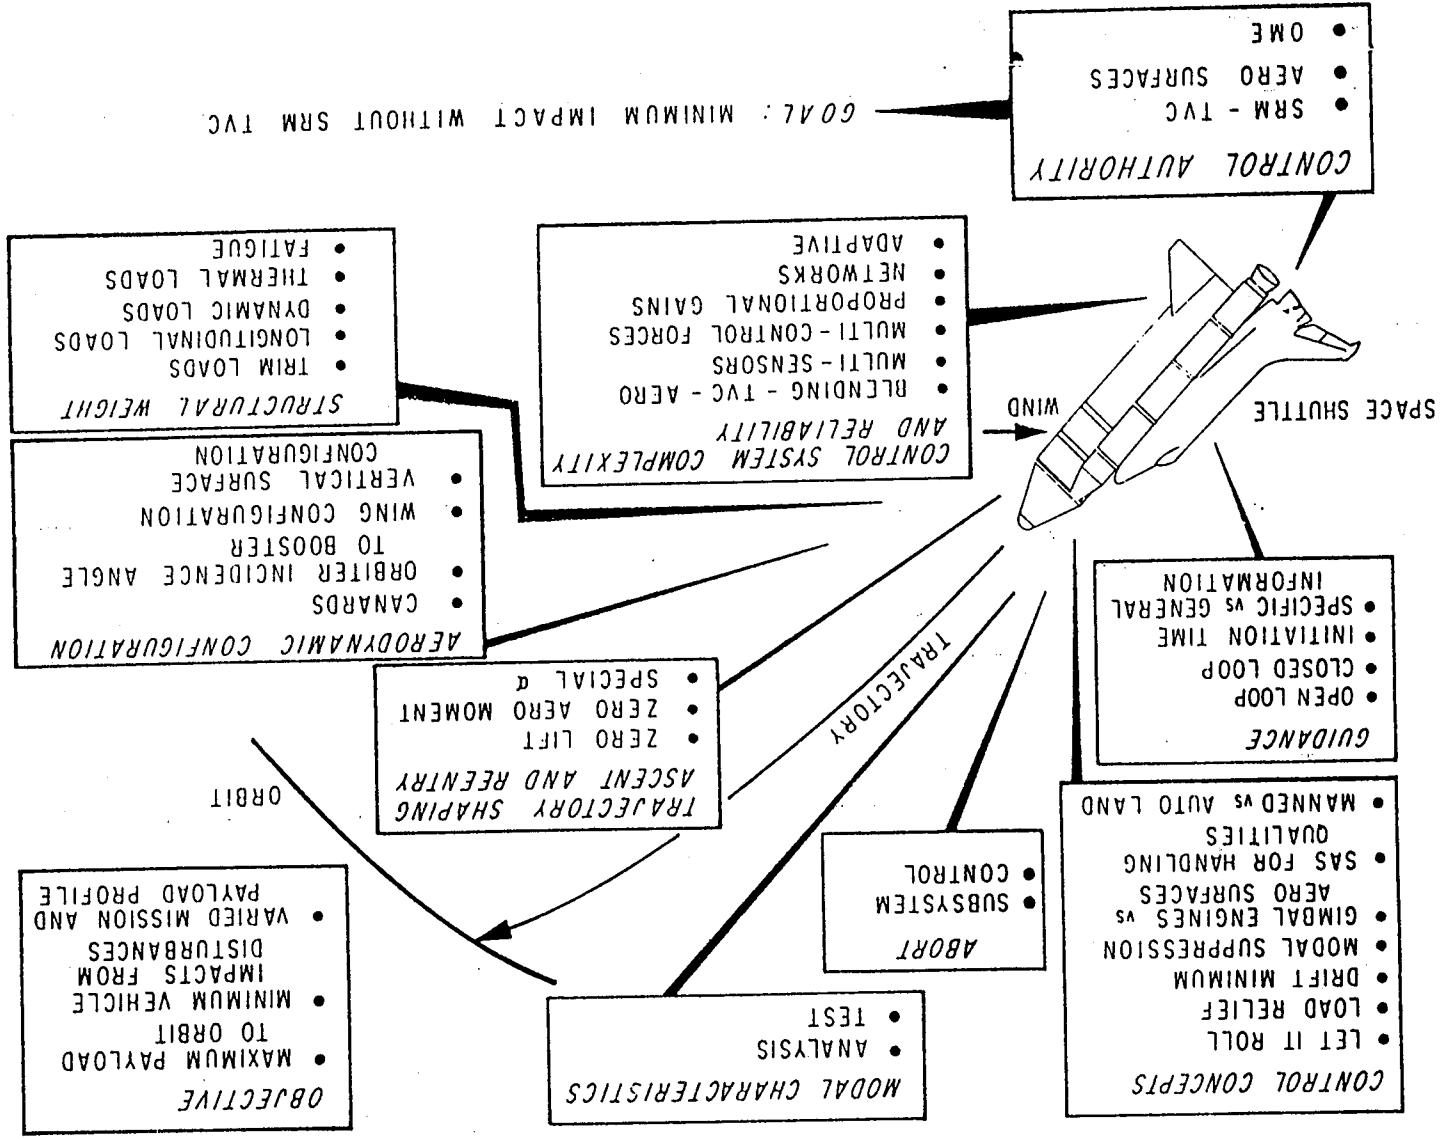 CONTROL CONCEPTS
• LET IT ROLL
• LOAD RELIEF
• DRIFT MINIMUM
• MODAL SUPPRESSION
• GIMBAL ENGINES vs
AERO SURFACES
• SAS FOR HANDLING
QUALITIES
• MANNED vs AUTO LAND
MODAL CHARACTERISTICS
• ANALYSIS
• TEST
OBJECTIVE
• MAXIMUM PAYLOAD
TO ORBIT
• MINIMUM VEHICLE
IMPACTS FROM
DISTURBANCES
• VARIED MISSION AND
PAYLOAD PROFILE
ABORT
• SUBSYSTEM
• CONTROL
ORBIT
TRAJECTORY SHAPING
ASCENT AND REENTRY
• ZERO LIFT
• ZERO AERO MOMENT
• SPECIAL α
TRAJECTORY
GUIDANCE
• OPEN LOOP
• CLOSED LOOP
• INITIATION TIME
• SPECIFIC vs GENERAL
INFORMATION
AERODYNAMIC CONFIGURATION
• CANARDS
• ORBITER INCIDENCE ANGLE
TO BOOSTER
• WING CONFIGURATION
• VERTICAL SURFACE
CONFIGURATION
SPACE SHUTTLE
WIND
CONTROL SYSTEM COMPLEXITY
AND RELIABILITY
• BLENDING - TVC - AERO
• MULTI-SENSORS
• MULTI-CONTROL FORCES
• PROPORTIONAL GAINS
• NETWORKS
• ADAPTIVE
STRUCTURAL WEIGHT
• TRIM LOADS
• LONGITUDINAL LOADS
• DYNAMIC LOADS
• THERMAL LOADS
• FATIGUE
CONTROL AUTHORITY
• SRM - TVC
• AERO SURFACES
• OME
GOAL: MINIMUM IMPACT WITHOUT SRM TVC